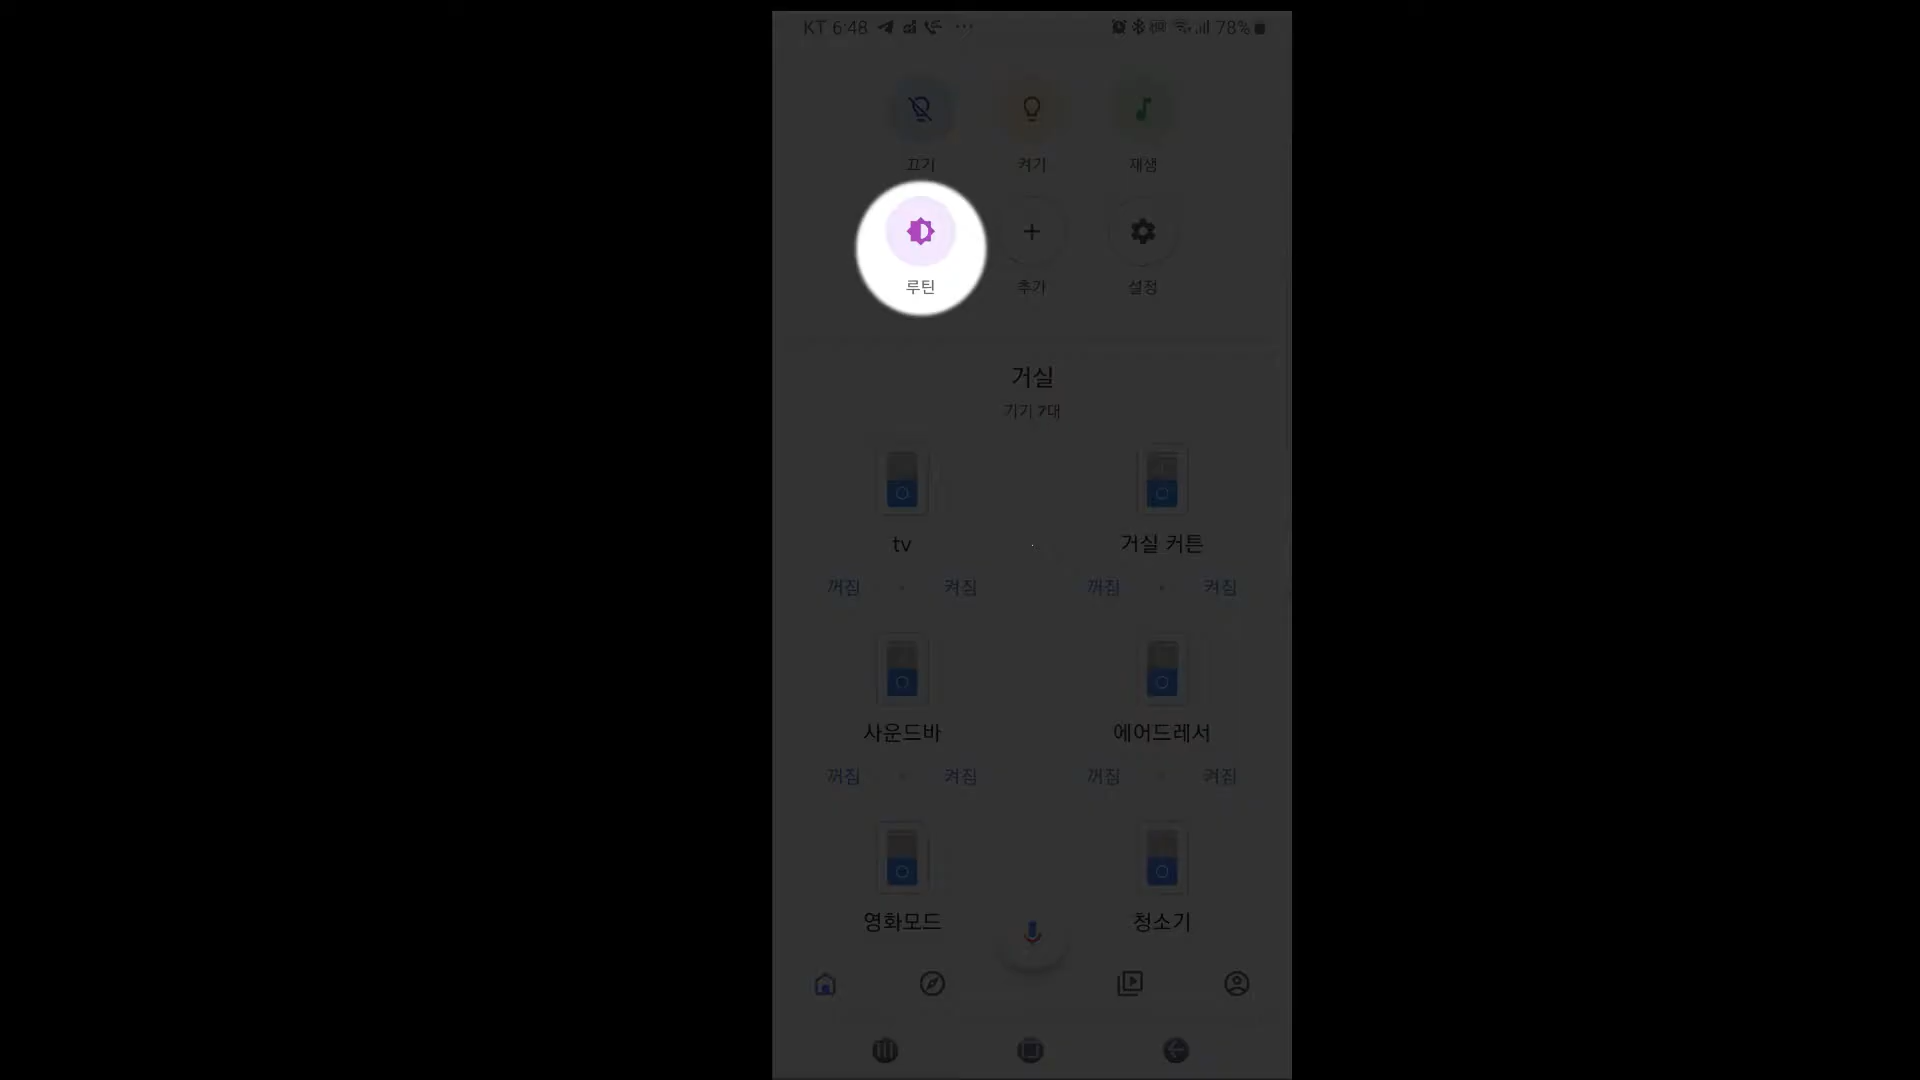 KT 6:48 78%
끄기 켜기 재생
루틴 추가 설정
거실
기기 7대
tv 거실 커튼
꺼짐 켜짐 꺼짐 켜짐
사운드바 에어드레서
꺼짐 켜짐 꺼짐 켜짐
영화모드 청소기